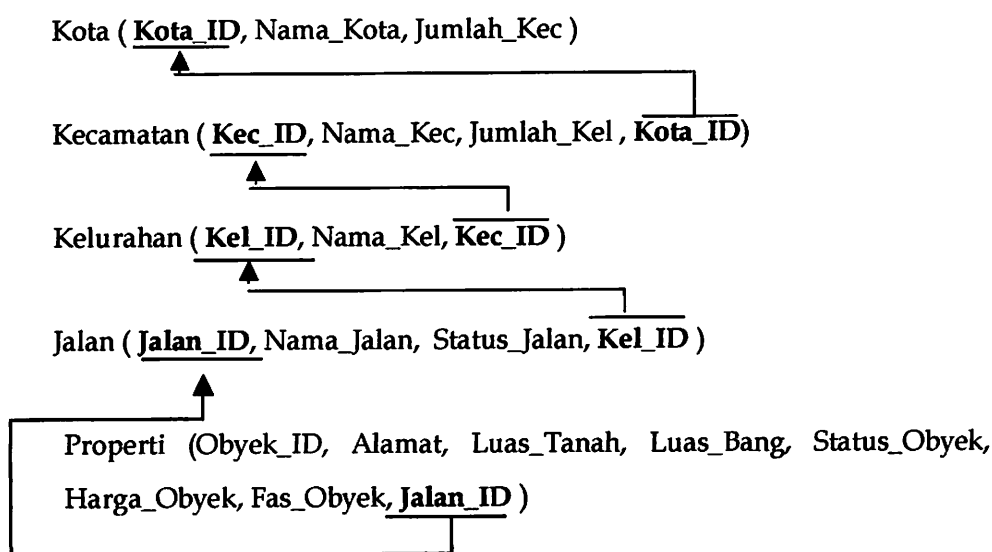 Kota ( Kota_ID, Nama_Kota, Jumlah_Kec )
Kecamatan ( Kec_ID, Nama_Kec, Jumlah_Kel , Kota_ID)
Kelurahan ( Kel_ID, Nama_Kel, Kec_ID )
Jalan ( Jalan_ID, Nama_Jalan, Status_Jalan, Kel_ID )
Properti (Obyek_ID, Alamat, Luas_Tanah, Luas_Bang, Status_Obyek,
Harga_Obyek, Fas_Obyek, Jalan_ID )